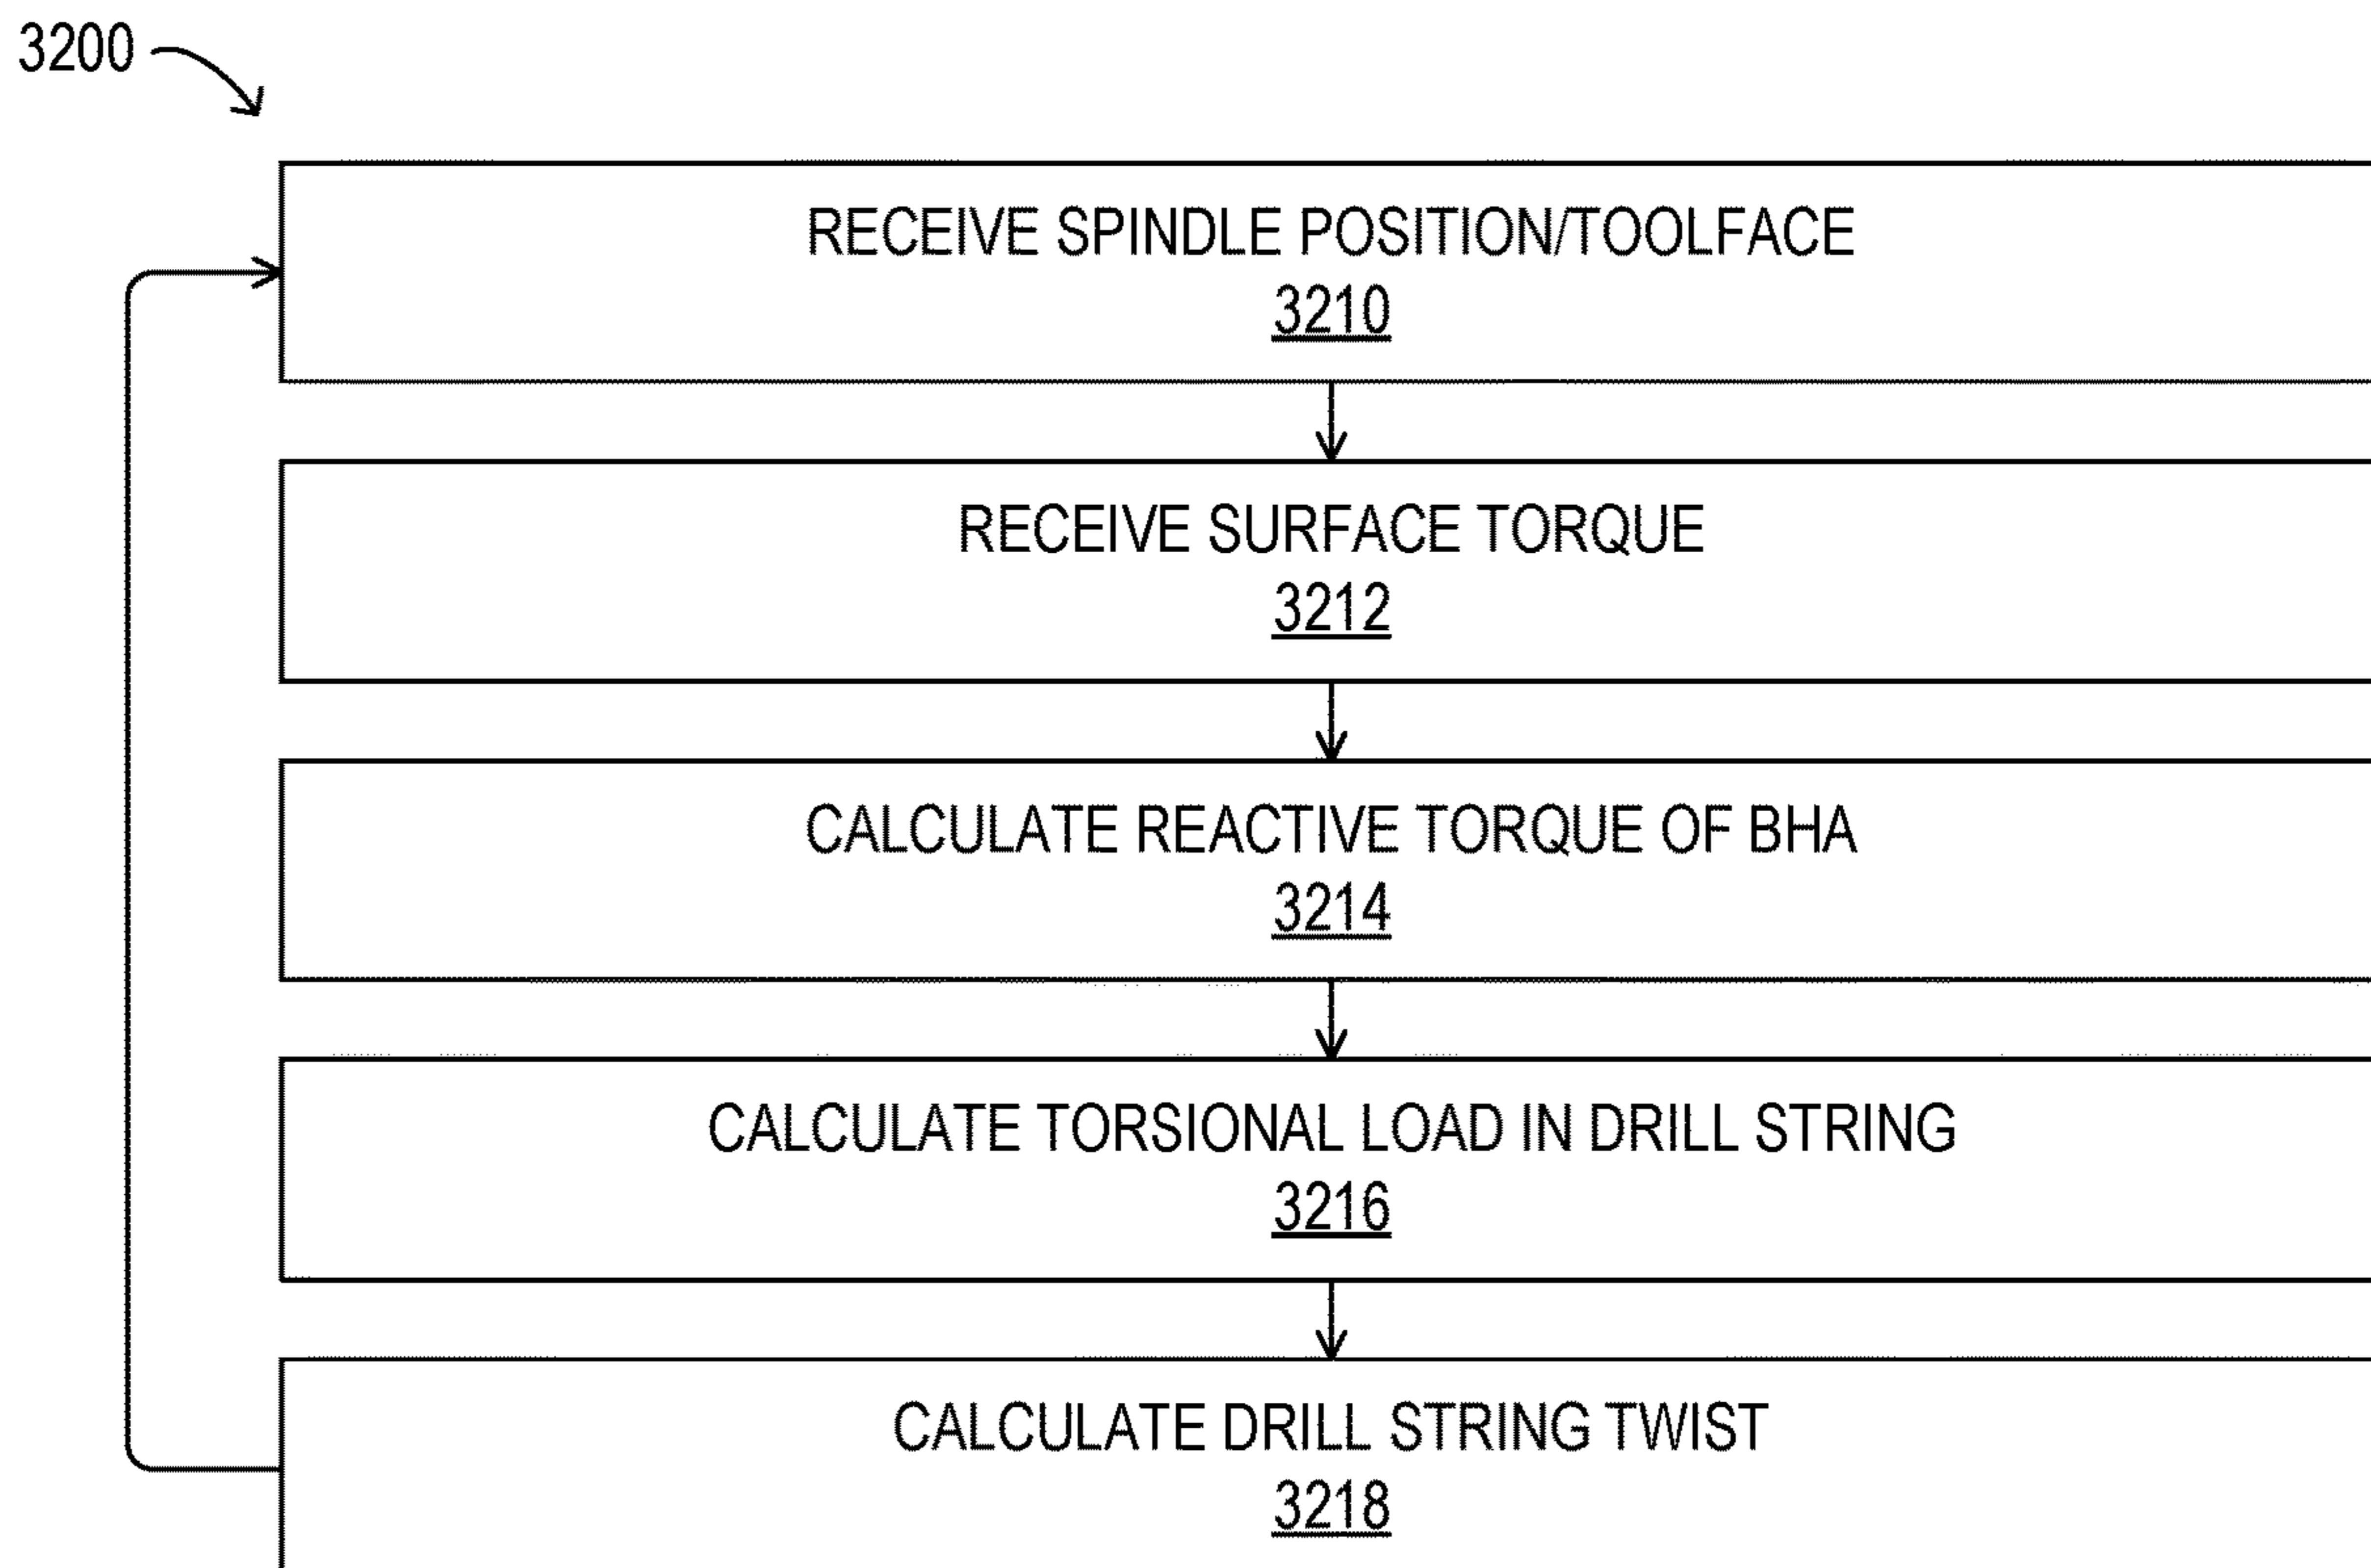 3200
RECEIVE SPINDLE POSITION/TOOLFACE
3210
RECEIVE SURFACE TORQUE
3212
CALCULATE REACTIVE TORQUE OF BHA
3214
CALCULATE TORSIONAL LOAD IN DRILL STRING
3216
CALCULATE DRILL STRING TWIST
3218